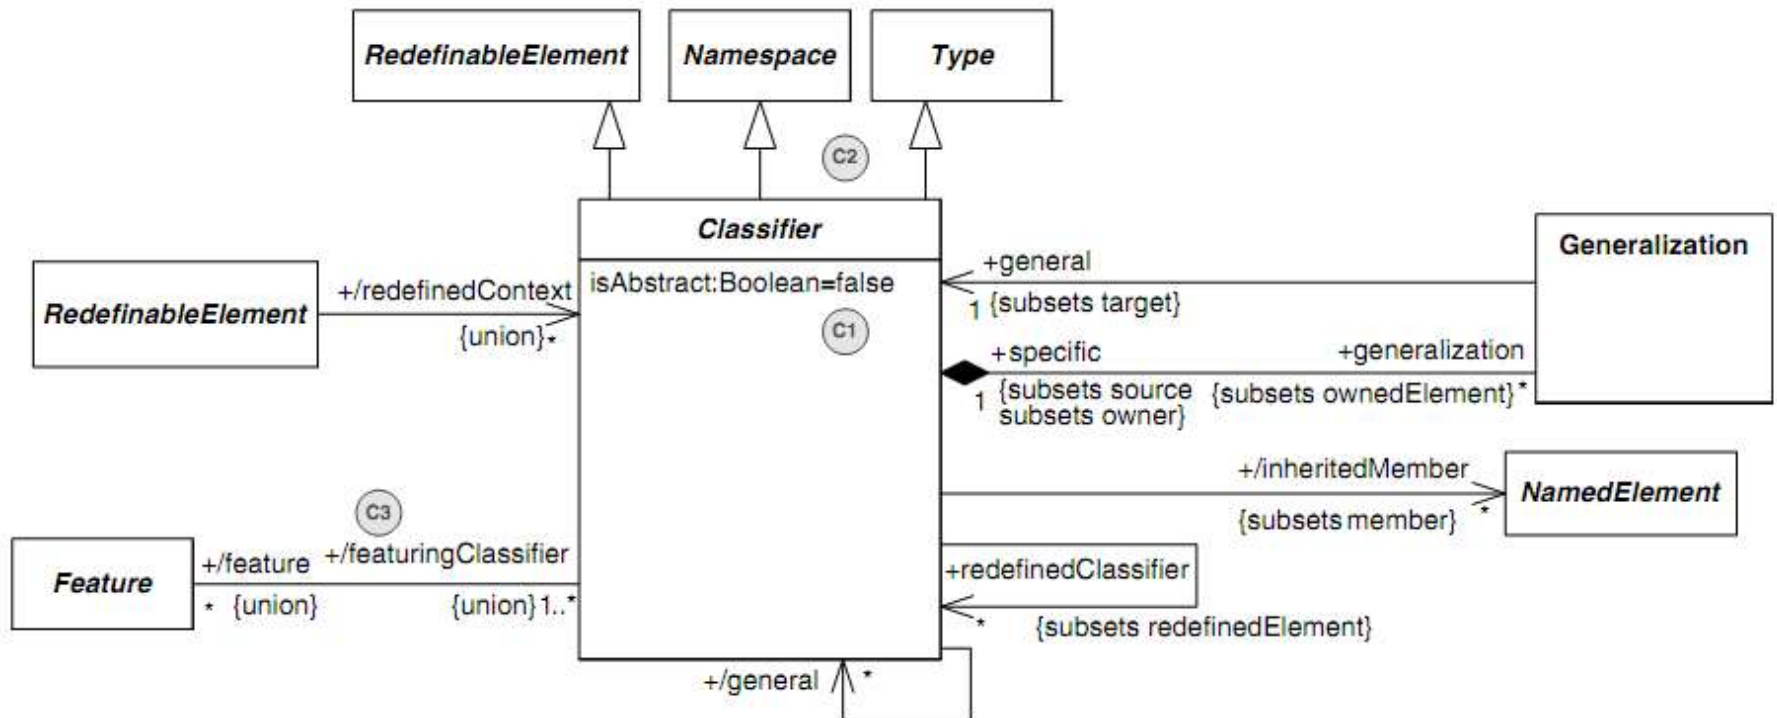 RedefinableElement
Namespace
Type
C2
Classifier
isAbstract:Boolean=false
C1
RedefinableElement
+/redefinedContext
{union}*
+general
1 {subsets target}
Generalization
+specific
+generalization
1 {subsets source
subsets owner}
{subsets ownedElement} *
+/inheritedMember
{subsets member} *
NamedElement
C3
Feature
+/feature
* {union}
+/featuringClassifier
{union} 1..*
+redefinedClassifier
* {subsets redefinedElement}
+/general *